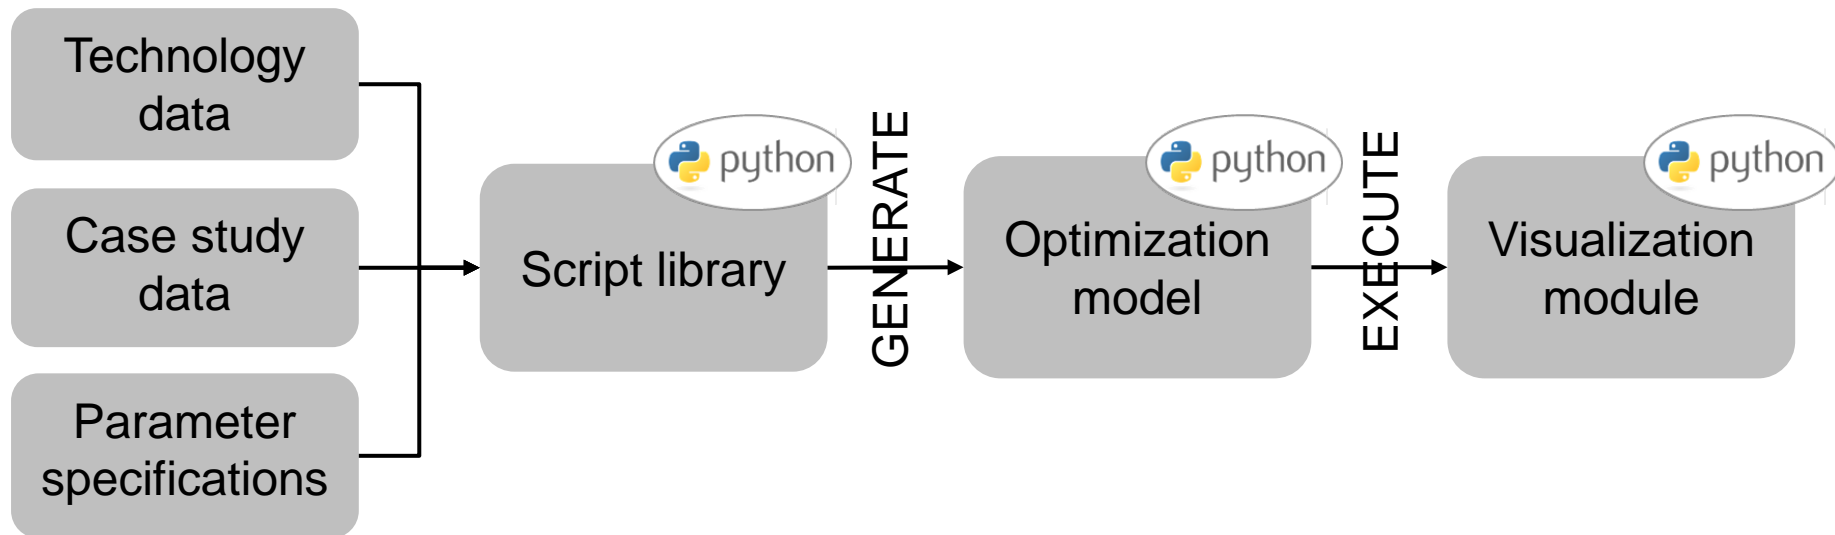 Technology
data
Case study
data
Parameter
specifications
python
Script library
GENERATE
python
Optimization
model
EXECUTE
python
Visualization
module